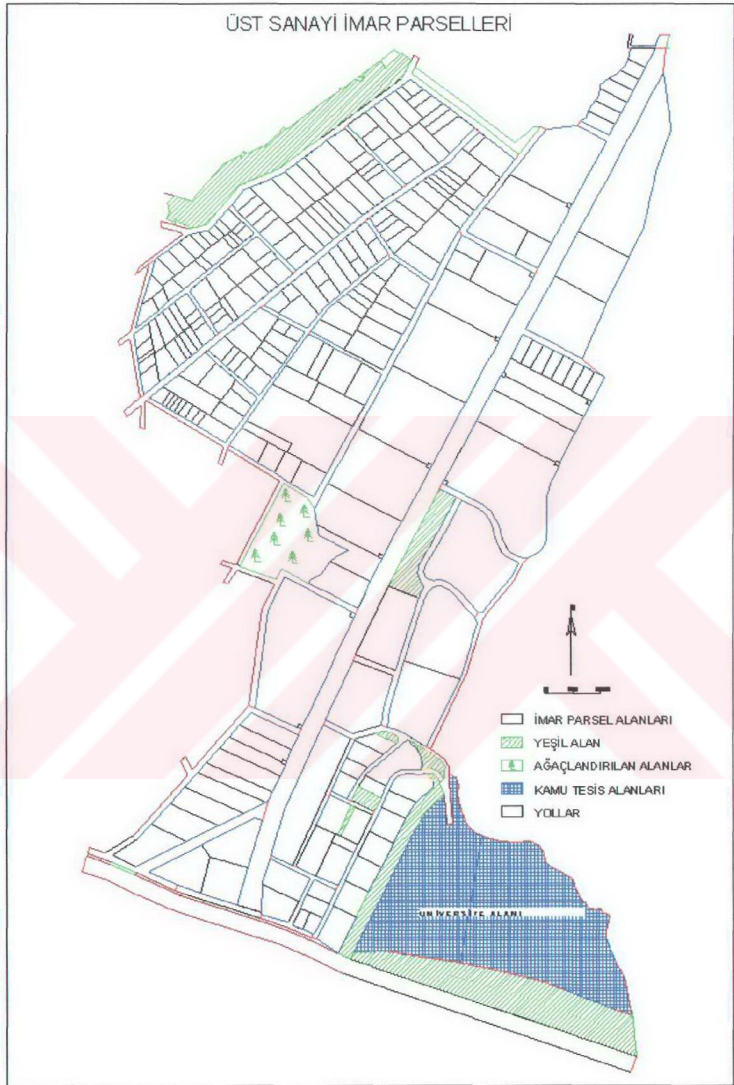 ÜST SANAYİ İMAR PARSELLERİ
İMAR PARSEL ALANLARI
YEŞİL ALAN
AĞAÇLANDIRILAN ALANLAR
KAMU TESİS ALANLARI
YOLLAR
ÜNİVERSİTE ALANI